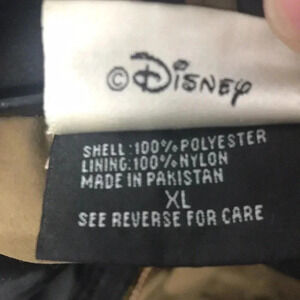 ©Disney
SHELL:100% POLYESTER
LINING:100% NYLON
MADE IN PAKISTAN
XL
SEE REVERSE FOR CARE